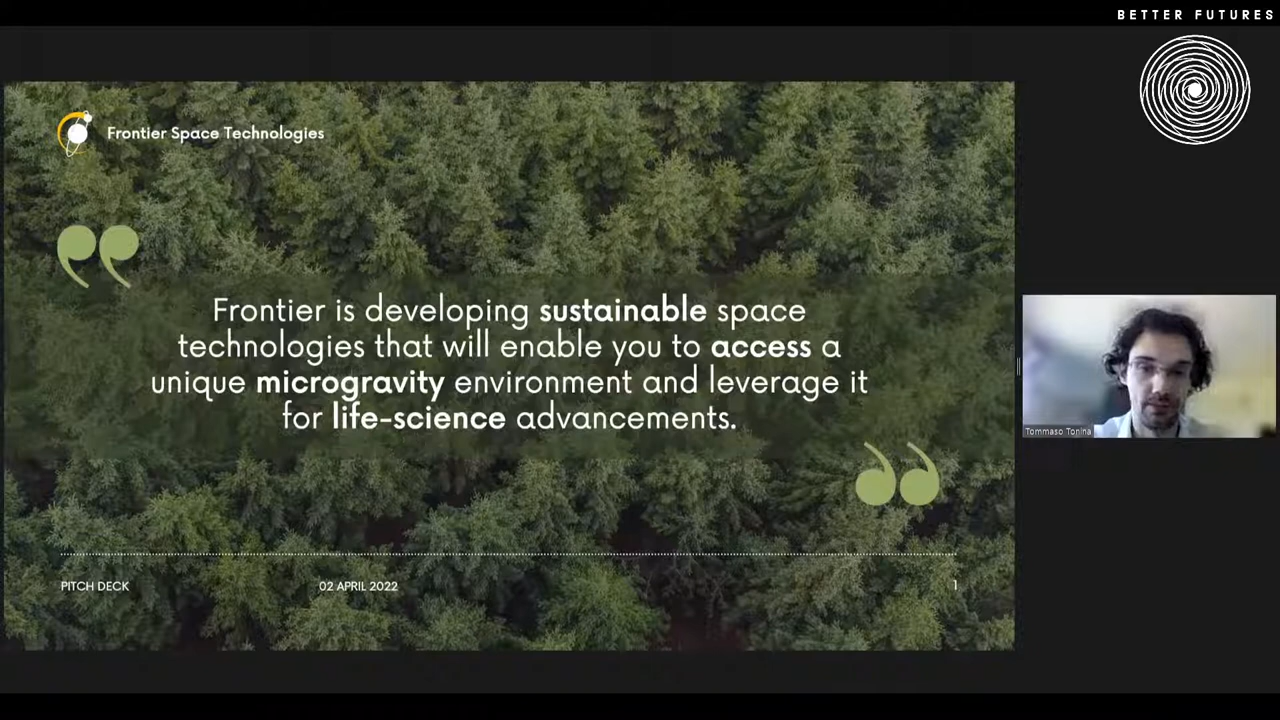 BETTER FUTURES
Frontier Space Technologies
Frontier is developing sustainable space
technologies that will enable you to access a
unique microgravity environment and leverage it
for life-science advancements.
Tommaso Tonina
PITCH DECK
02 APRIL 2022
1